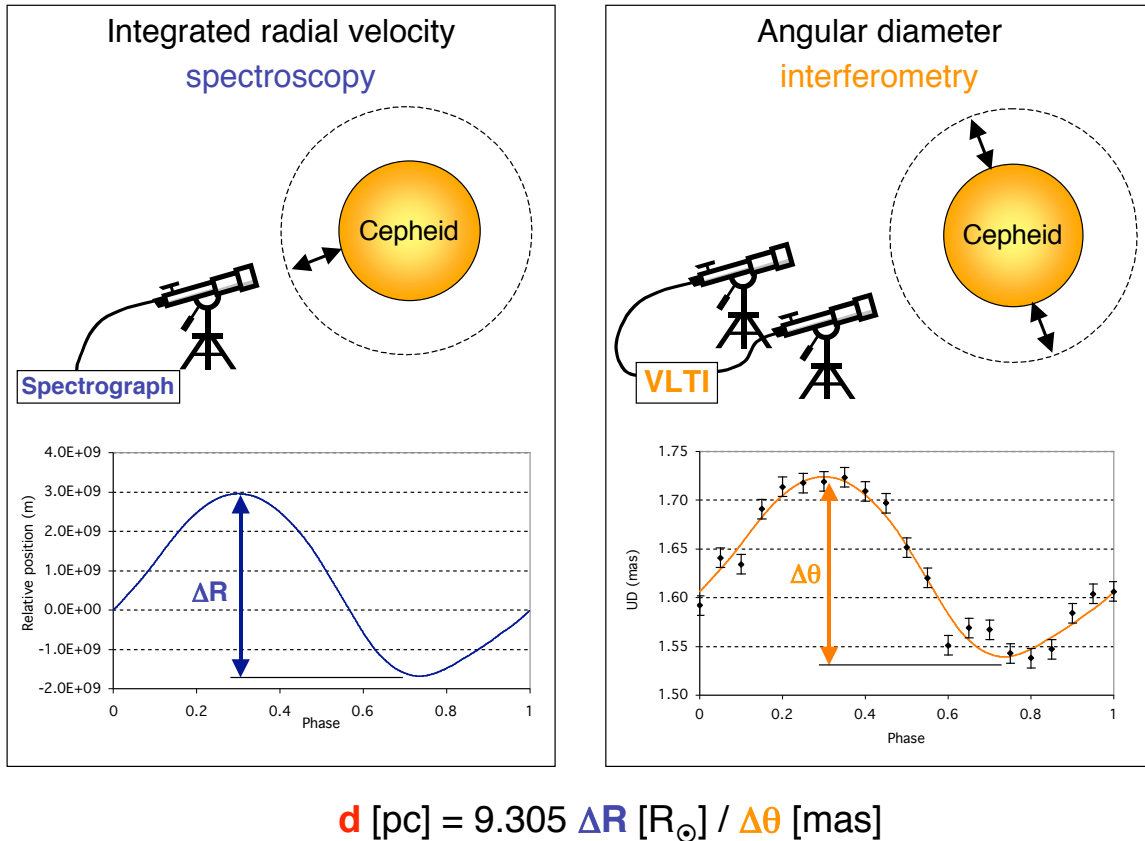 Integrated radial velocity
spectroscopy
Cepheid
Spectrograph
4.0E+09
3.0E+09
2.0E+09
1.0E+09
0.0E+00
-1.0E+09
-2.0E+09
Relative position (m)
ΔR
0
0.2
0.4
0.6
0.8
1
Phase
Angular diameter
interferometry
Cepheid
VLTI
1.75
1.70
1.65
1.60
1.55
1.50
UD (mas)
Δθ
0
0.2
0.4
0.6
0.8
1
Phase
d [pc] = 9.305 ΔR [R⊙] / Δθ [mas]